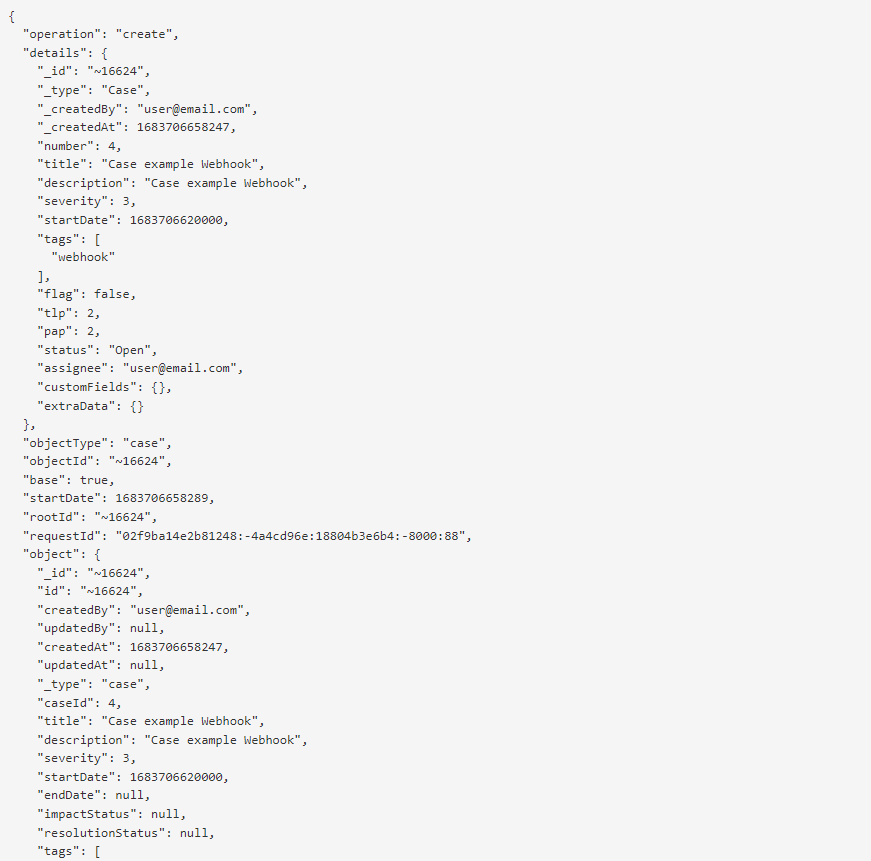 {
"operation": "create",
"details": {
"_id": "~16624",
"_type": "Case",
"_createdBy": "user@email.com",
"_createdAt": 1683706658247,
"number": 4,
"title": "Case example Webhook",
"description": "Case example Webhook",
"severity": 3,
"startDate": 1683706620000,
"tags": [
"webhook"
],
"flag": false,
"tlp": 2,
"pap": 2,
"status": "Open",
"assignee": "user@email.com",
"customFields": {},
"extraData": {}
},
"objectType": "case",
"objectId": "~16624",
"base": true,
"startDate": 1683706658289,
"rootId": "~16624",
"requestId": "02f9ba14e2b81248:-4a4cd96e:18804b3e6b4:-8000:88",
"object": {
"_id": "~16624",
"id": "~16624",
"createdBy": "user@email.com",
"updatedBy": null,
"createdAt": 1683706658247,
"updatedAt": null,
"_type": "case",
"caseId": 4,
"title": "Case example Webhook",
"description": "Case example Webhook",
"severity": 3,
"startDate": 1683706620000,
"endDate": null,
"impactStatus": null,
"resolutionStatus": null,
"tags": [